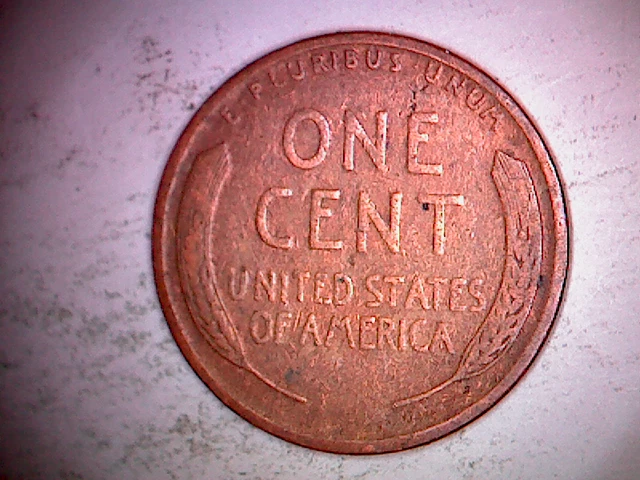 E PLURIBUS UNUM
ONE
CENT
UNITED STATES
OF AMERICA